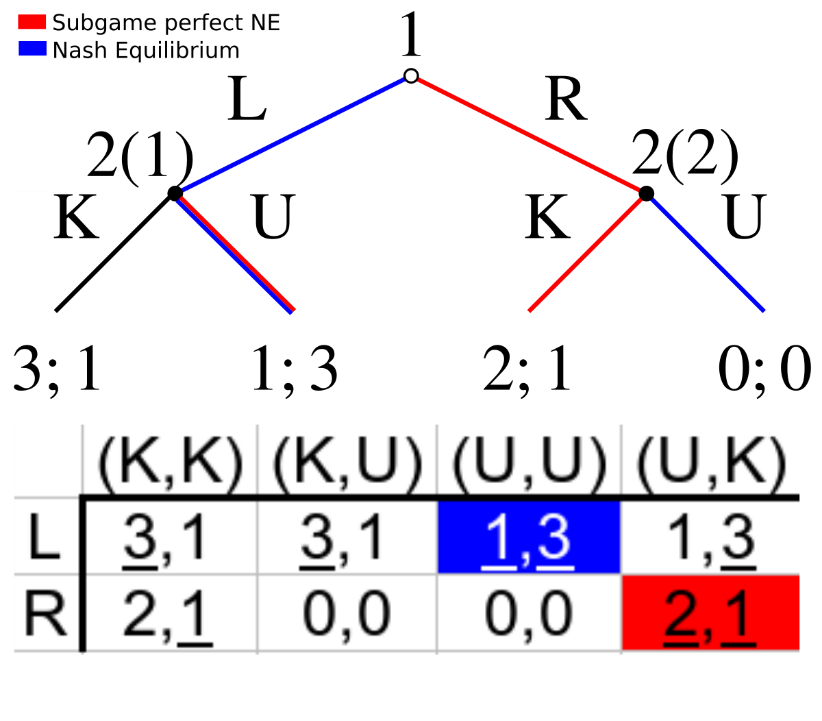 Subgame perfect NE
Nash Equilibrium
1
L R
2(1) 2(2)
K U K U
3; 1 1; 3 2; 1 0; 0
(K,K) (K,U) (U,U) (U,K)
L 3,1 3,1 1,3 1,3
R 2,1 0,0 0,0 2,1